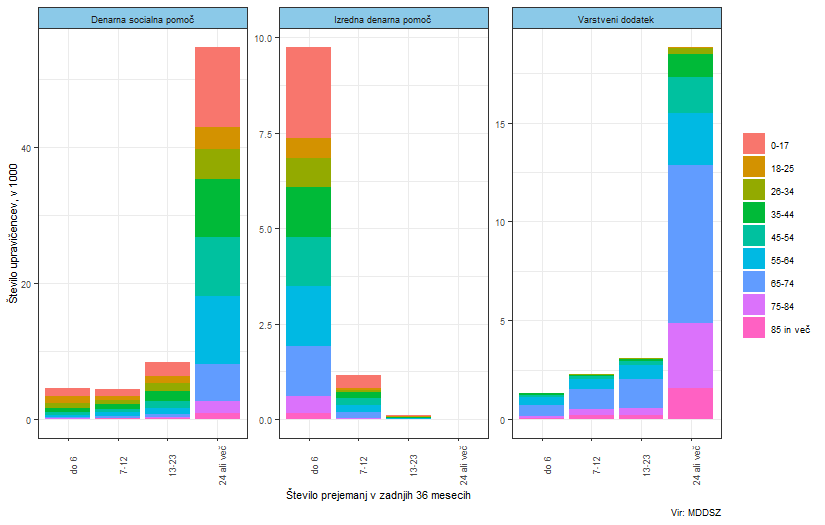 Denarna socialna pomoč
Izredna denarna pomoč
Varstveni dodatek
Število upravičencev, v 1000
40
20
0
10.0
7.5
5.0
2.5
0.0
15
10
5
0
do 6
7-12
13-23
24 ali več
do 6
7-12
13-23
24 ali več
do 6
7-12
13-23
24 ali več
Število prejemanj v zadnjih 36 mesecih
0-17
18-25
26-34
35-44
45-54
55-64
65-74
75-84
85 in več
Vir: MDDSZ